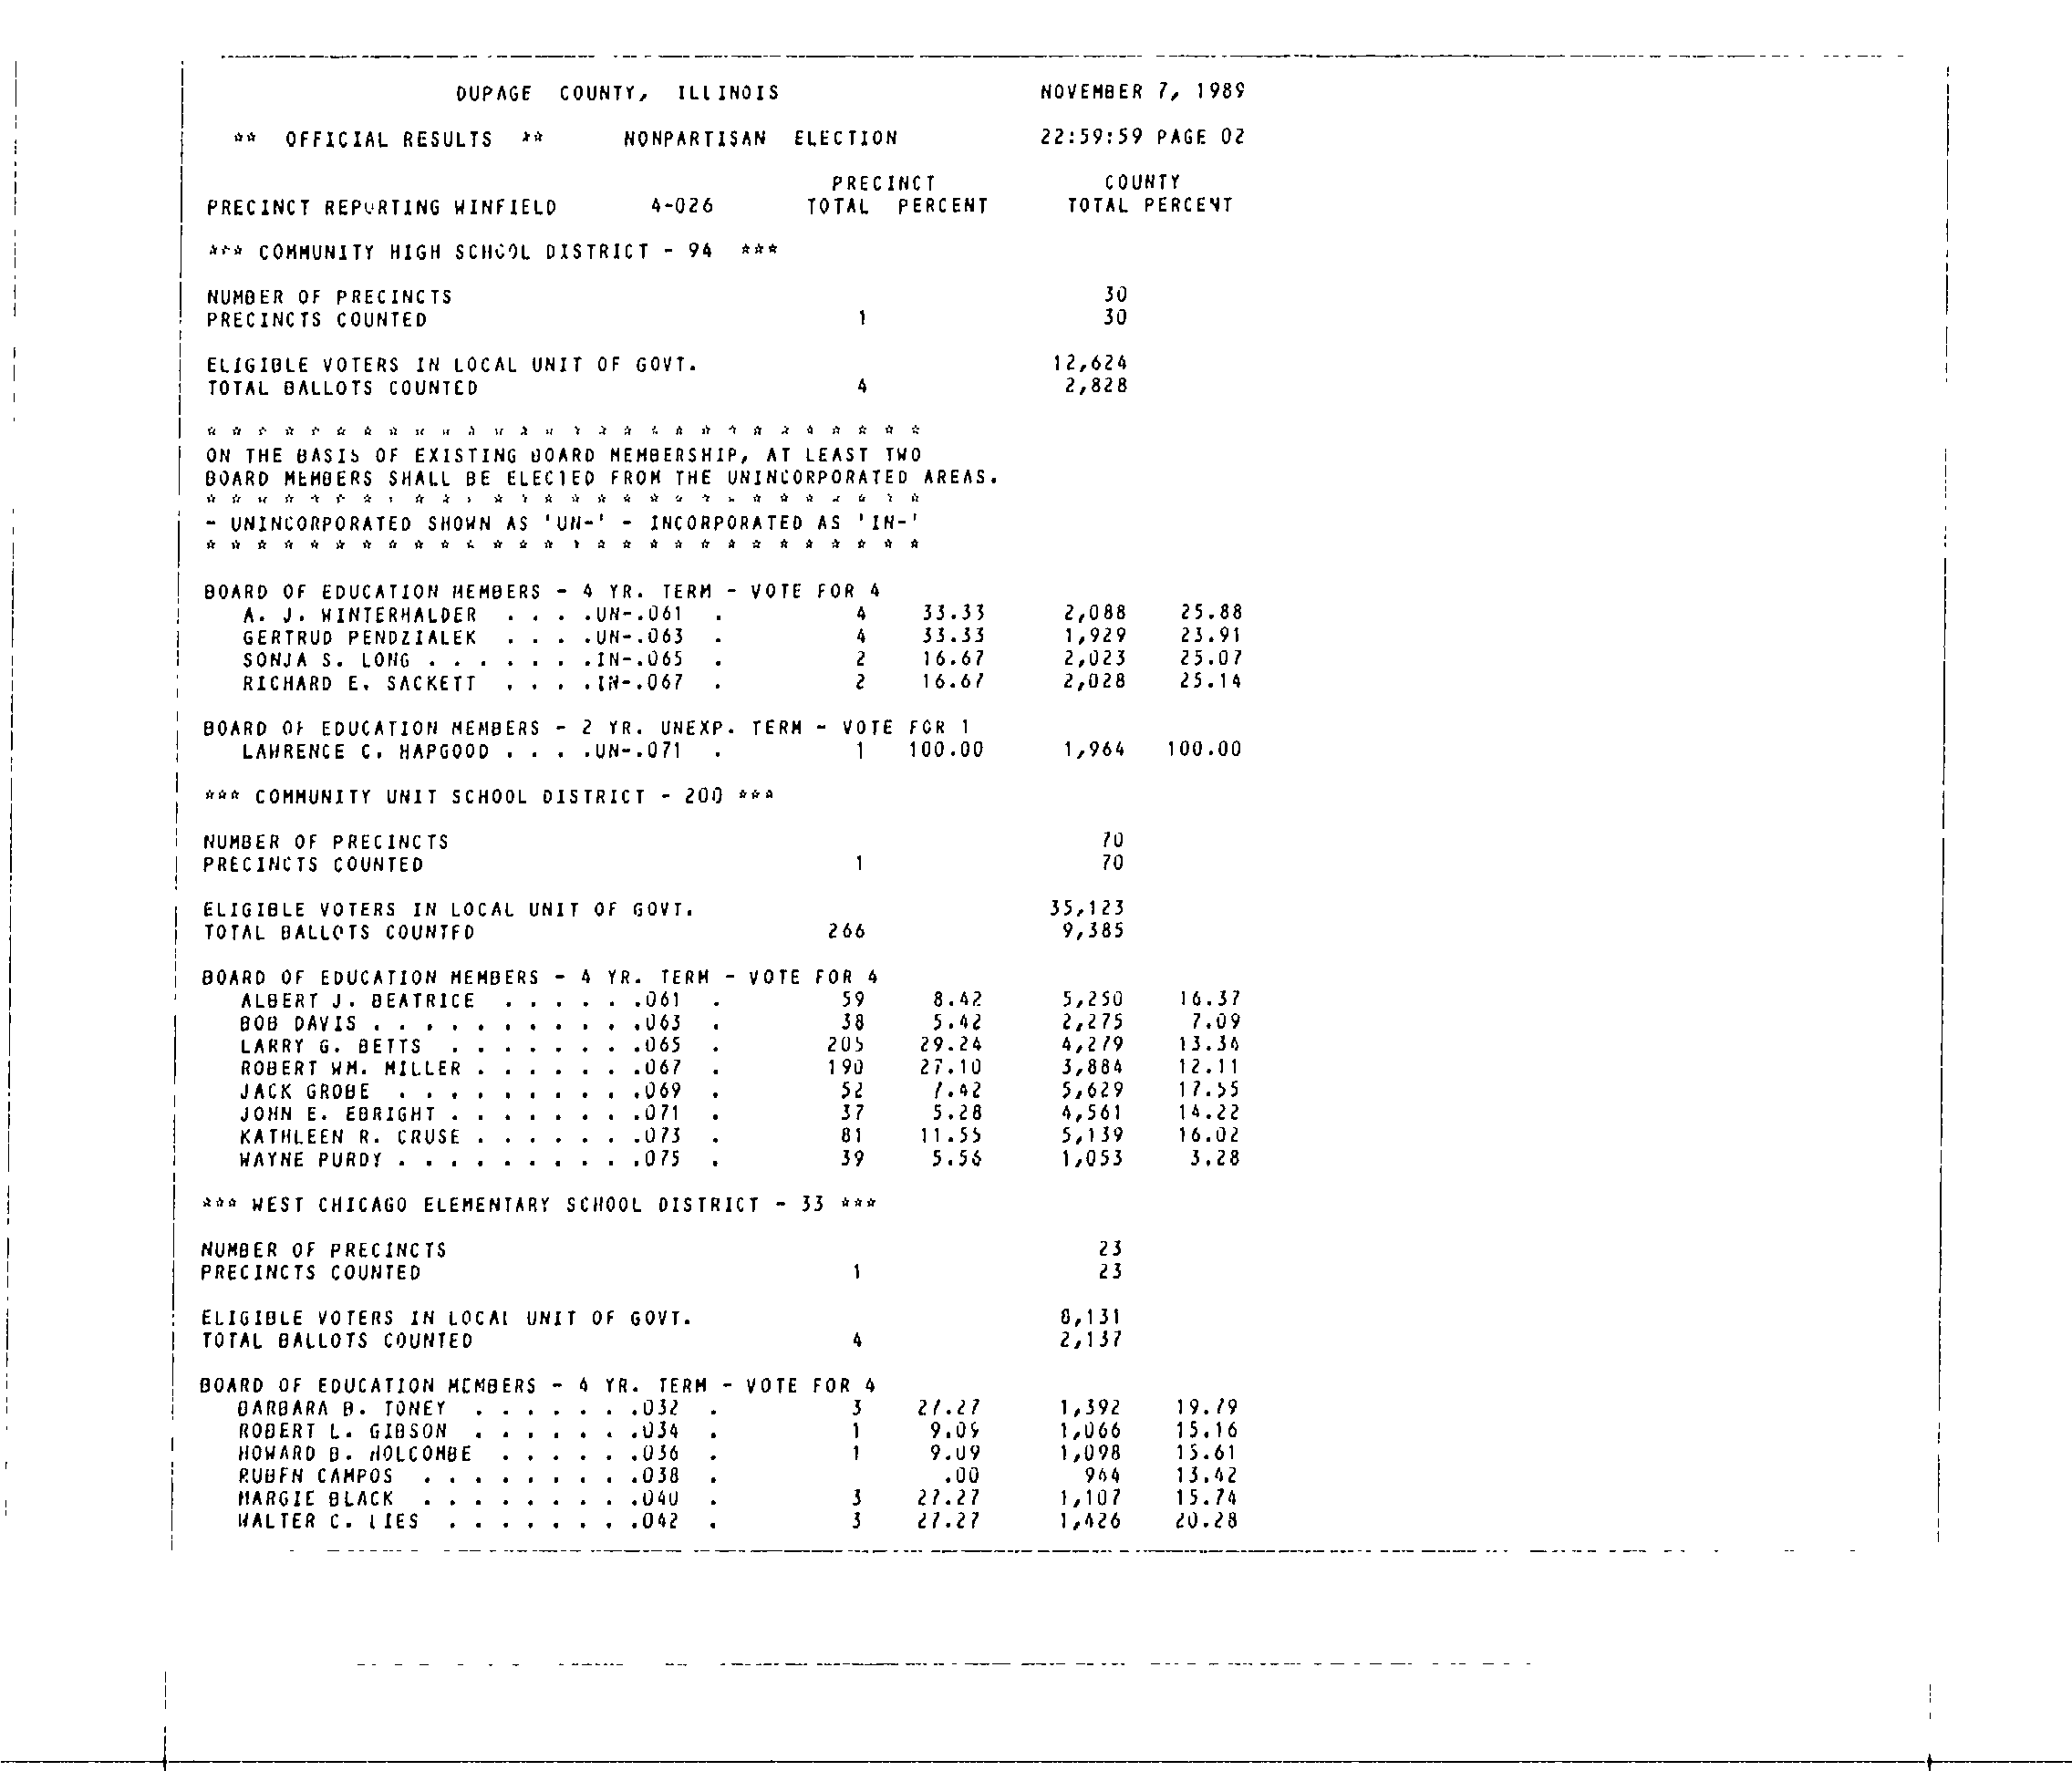 DUPAGE COUNTY, ILLINOIS NOVEMBER 7, 1989
** OFFICIAL RESULTS ** NONPARTISAN ELECTION 22:59:59 PAGE 02
PRECINCT COUNTY
PRECINCT REPORTING WINFIELD 4-026 TOTAL PERCENT TOTAL PERCENT
*** COMMUNITY HIGH SCHOOL DISTRICT - 94 ***
NUMBER OF PRECINCTS 30
PRECINCTS COUNTED 1 30
ELIGIBLE VOTERS IN LOCAL UNIT OF GOVT. 12,624
TOTAL BALLOTS COUNTED 4 2,828
* * * * * * * * * * * * * * * * * * * * * * * * * * * *
ON THE BASIS OF EXISTING BOARD MEMBERSHIP, AT LEAST TWO
BOARD MEMBERS SHALL BE ELECTED FROM THE UNINCORPORATED AREAS.
* * * * * * * * * * * * * * * * * * * * * * * * * * * *
- UNINCORPORATED SHOWN AS 'UN-' - INCORPORATED AS 'IN-'
* * * * * * * * * * * * * * * * * * * * * * * * * * * *
BOARD OF EDUCATION MEMBERS - 4 YR. TERM - VOTE FOR 4
A. J. WINTERHALDER . . . .UN-.061 . 4 33.33 2,088 25.88
GERTRUD PENDZIALEK . . . .UN-.063 . 4 33.33 1,929 23.91
SONJA S. LONG . . . . . . .IN-.065 . 2 16.67 2,023 25.07
RICHARD E. SACKETT . . . .IN-.067 . 2 16.67 2,028 25.14
BOARD OF EDUCATION MEMBERS - 2 YR. UNEXP. TERM - VOTE FOR 1
LAWRENCE C. HAPGOOD . . . .UN-.071 . 1 100.00 1,964 100.00
*** COMMUNITY UNIT SCHOOL DISTRICT - 200 ***
NUMBER OF PRECINCTS 70
PRECINCTS COUNTED 1 70
ELIGIBLE VOTERS IN LOCAL UNIT OF GOVT. 35,123
TOTAL BALLOTS COUNTED 266 9,385
BOARD OF EDUCATION MEMBERS - 4 YR. TERM - VOTE FOR 4
ALBERT J. BEATRICE . . . . . .061 . 59 8.42 5,250 16.37
BOB DAVIS . . . . . . . . . . .063 . 38 5.42 2,275 7.09
LARRY G. BETTS . . . . . . . .065 . 205 29.24 4,279 13.34
ROBERT WM. MILLER . . . . . . .067 . 190 27.10 3,884 12.11
JACK GROBE . . . . . . . . . .069 . 52 7.42 5,629 17.55
JOHN E. EBRIGHT . . . . . . . .071 . 37 5.28 4,561 14.22
KATHLEEN R. CRUSE . . . . . . .073 . 81 11.55 5,139 16.02
WAYNE PURDY . . . . . . . . . .075 . 39 5.56 1,053 3.28
*** WEST CHICAGO ELEMENTARY SCHOOL DISTRICT - 33 ***
NUMBER OF PRECINCTS 23
PRECINCTS COUNTED 1 23
ELIGIBLE VOTERS IN LOCAL UNIT OF GOVT. 8,131
TOTAL BALLOTS COUNTED 4 2,137
BOARD OF EDUCATION MEMBERS - 4 YR. TERM - VOTE FOR 4
BARBARA B. TONEY . . . . . . .032 . 3 27.27 1,392 19.79
ROBERT L. GIBSON . . . . . . .034 . 1 9.09 1,066 15.16
HOWARD B. HOLCOMBE . . . . . .036 . 1 9.09 1,098 15.61
RUBEN CAMPOS . . . . . . . . .038 . .00 944 13.42
MARGIE BLACK . . . . . . . . .040 . 3 27.27 1,107 15.74
WALTER C. LIES . . . . . . . .042 . 3 27.27 1,426 20.28